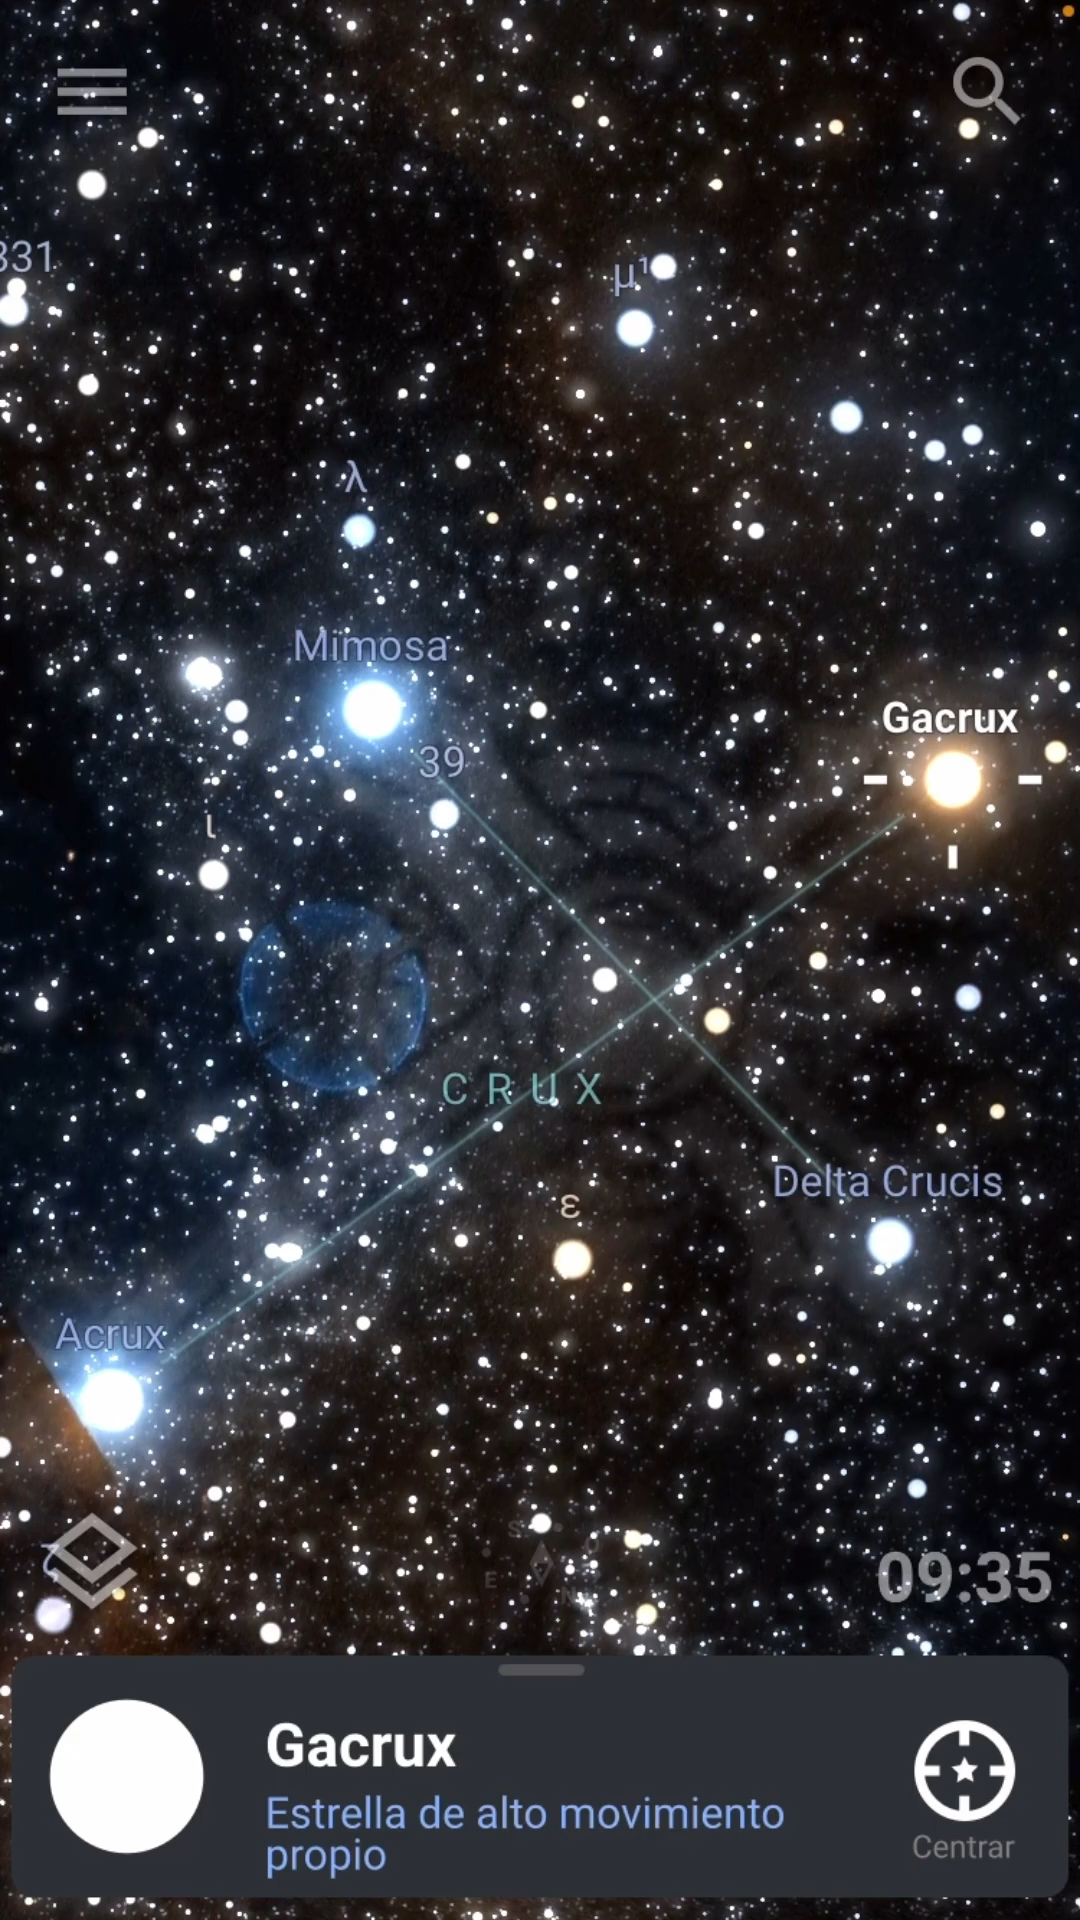 331
μ¹
λ
Mimosa
Gacrux
39
ι
CRUX
Delta Crucis
ε
Acrux
S
E
N
ζ
09:35
Gacrux
Estrella de alto movimiento
propio
Centrar